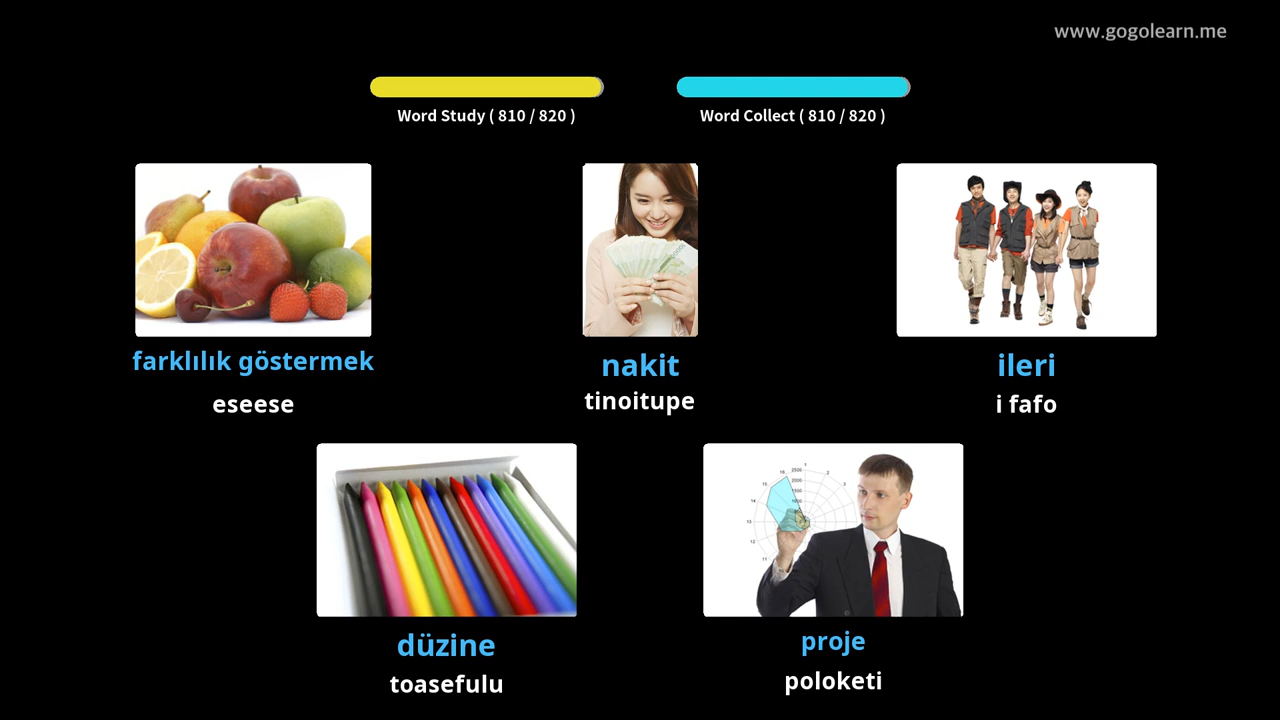 www.gogolearn.me
Word Study ( 810 / 820 )
Word Collect ( 810 / 820 )
farklılık göstermek
eseese
nakit
tinoitupe
ileri
i fafo
düzine
toasefulu
proje
poloketi